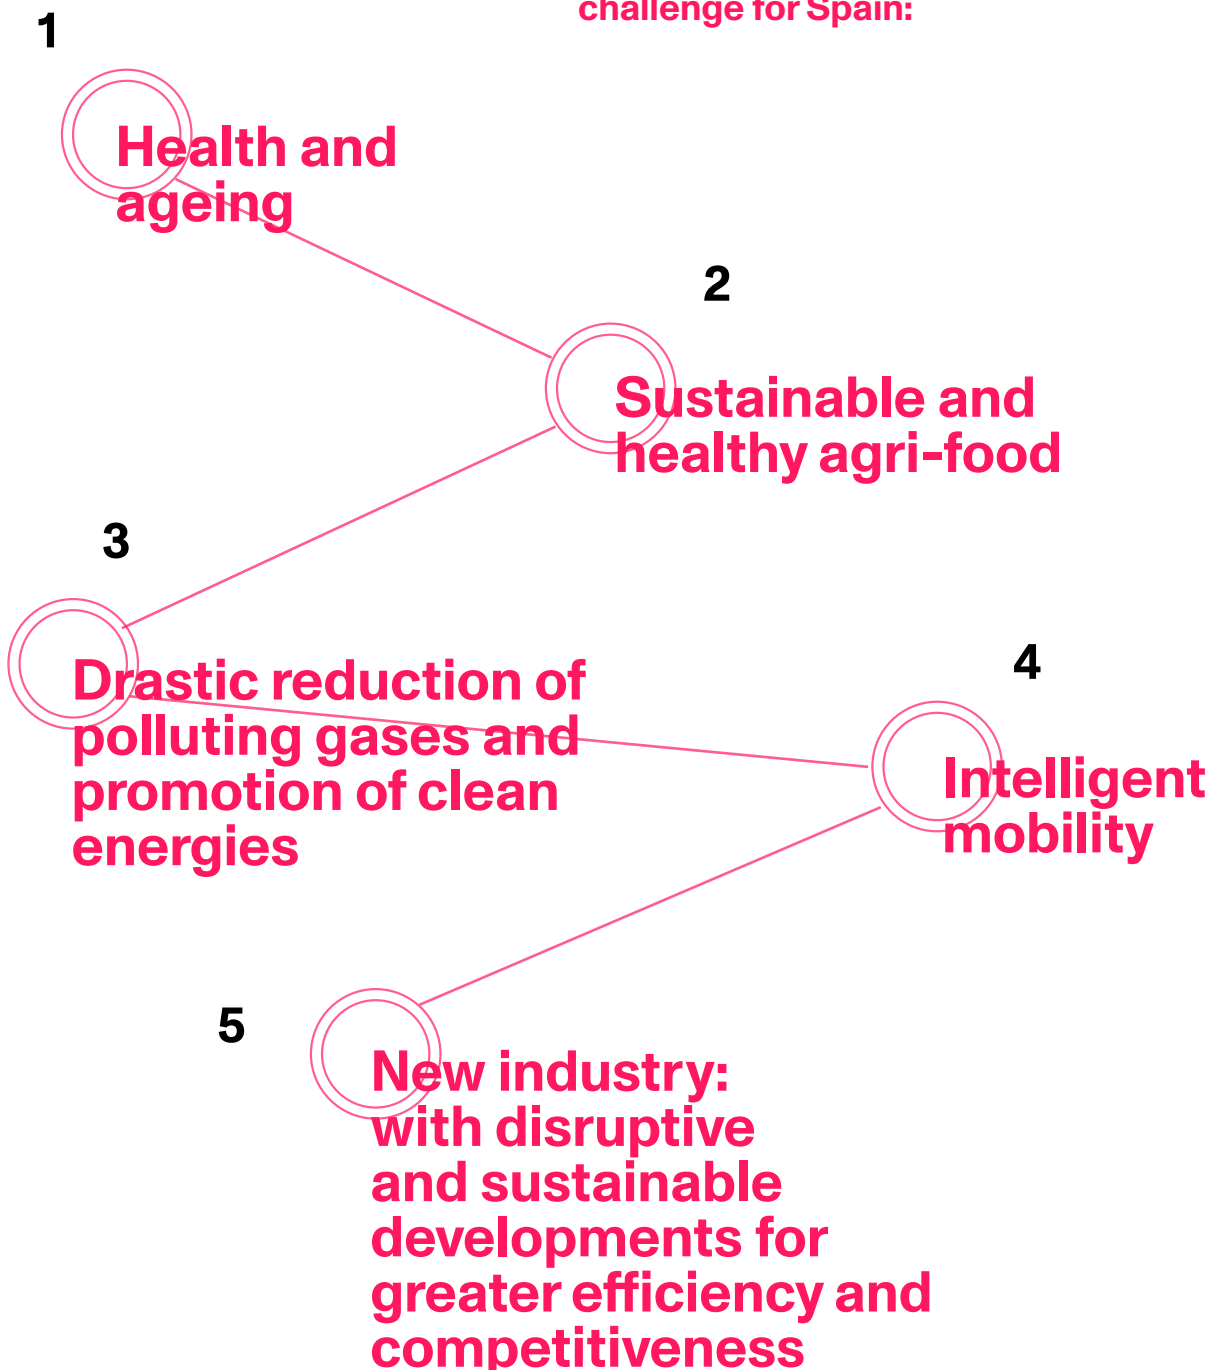 challenge for Spain:
1
Health and
ageing
2
Sustainable and
healthy agri-food
3
Drastic reduction of
polluting gases and
promotion of clean
energies
4
Intelligent
mobility
5
New industry:
with disruptive
and sustainable
developments for
greater efficiency and
competitiveness